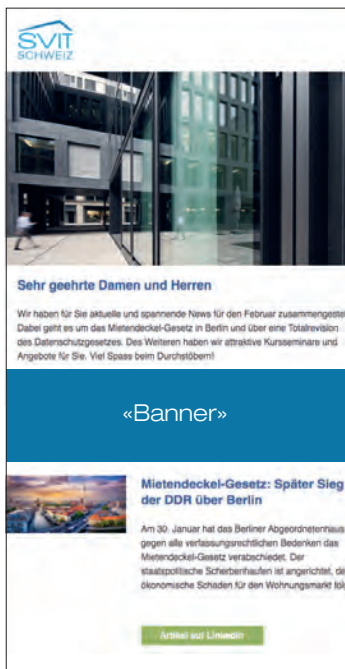 SVIT
SCHWEIZ
Sehr geehrte Damen und Herren
Wir haben für Sie aktuelle und spannende News für den Februar zusammengestel
Dabei geht es um das Mietendeckel-Gesetz in Berlin und über eine Totalrevision
des Datenschutzgesetzes. Des Weiteren haben wir attraktive Kursseminare und
Angebote für Sie. Viel Spass beim Durchstöbern!
«Banner»
Mietendeckel-Gesetz: Später Sieg
der DDR über Berlin
Am 30. Januar hat das Berliner Abgeordnetenhaus
gegen alle verfassungsrechtlichen Bedenken das
Mietendeckel-Gesetz verabschiedet. Der
staatspolitische Scherbenhaufen ist angerichtet, de
ökonomische Schaden für den Wohnungsmarkt fol
Artikel auf LinkedIn